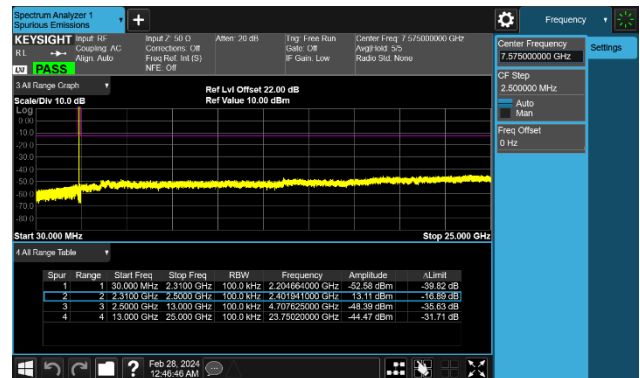 Spectrum Analyzer 1
Spurious Emissions
Frequency
KEYSIGHT
RL
PASS
Input: RF
Coupling: AC
Align: Auto
Input Z: 50 Ω
Corrections: Off
Freq Ref: Int (S)
NFE: Off
Atten: 20 dB
Trig: Free Run
Gate: Off
IF Gain: Low
Center Freq: 7.575000000 GHz
Avg|Hold: 5/5
Radio Std: None
Center Frequency
7.575000000 GHz
Settings
CF Step
2.500000 MHz
Auto
Man
Freq Offset
0 Hz
3 All Range Graph
Scale/Div 10.0 dB
Ref Lvl Offset 22.00 dB
Ref Value 10.00 dBm
Log
0.00
-10.0
-20.0
-30.0
-40.0
-50.0
-60.0
-70.0
-80.0
Start 30.000 MHz
Stop 25.000 GHz
4 All Range Table
Spur Range Start Freq Stop Freq RBW Frequency Amplitude ΔLimit
1 1 30.000 MHz 2.3100 GHz 100.0 kHz 2.204664000 GHz -52.58 dBm -39.82 dB
2 2 2.3100 GHz 2.5000 GHz 100.0 kHz 2.401941000 GHz 13.11 dBm -16.89 dB
3 3 2.5000 GHz 13.000 GHz 100.0 kHz 4.707625000 GHz -48.39 dBm -35.63 dB
4 4 13.000 GHz 25.000 GHz 100.0 kHz 23.75020000 GHz -44.47 dBm -31.71 dB
?
Feb 28, 2024
12:46:46 AM